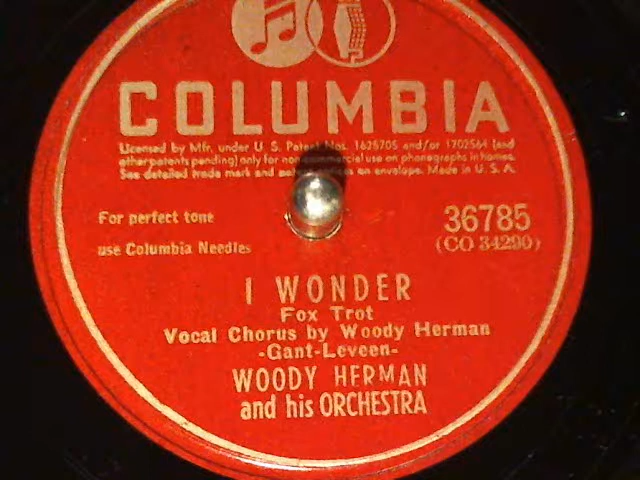 COLUMBIA
Licensed by Mfr. under U. S. Patent Nos. 1625705 and/or 1702564 (and
other patents pending) only for non-commercial use on phonographs in homes.
See detailed trade mark and on envelope. Made in U. S. A.
For perfect tone
36785
use Columbia Needles
(CO 34290)
I WONDER
Fox Trot
Vocal Chorus by Woody Herman
-Gant-Leveen-
WOODY HERMAN
and his ORCHESTRA